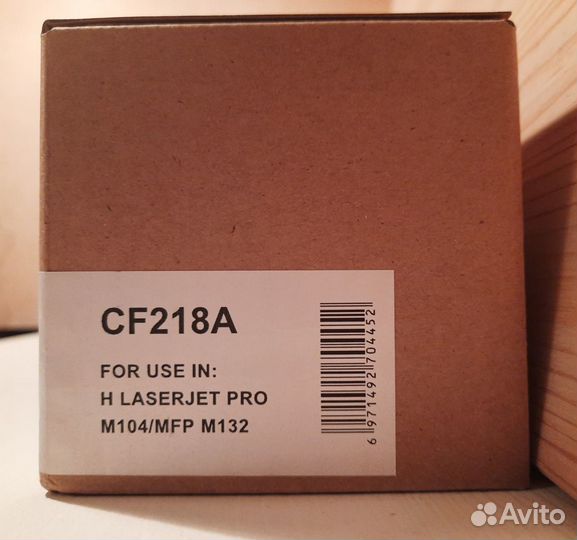 CF218A
FOR USE IN:
H LASERJET PRO
M104/MFP M132
6 971492 704452
Avito